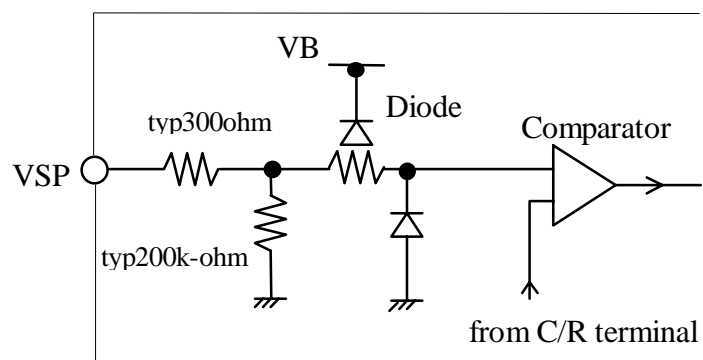 VB
Diode
typ300ohm
Comparator
VSP
typ200k-ohm
from C/R terminal